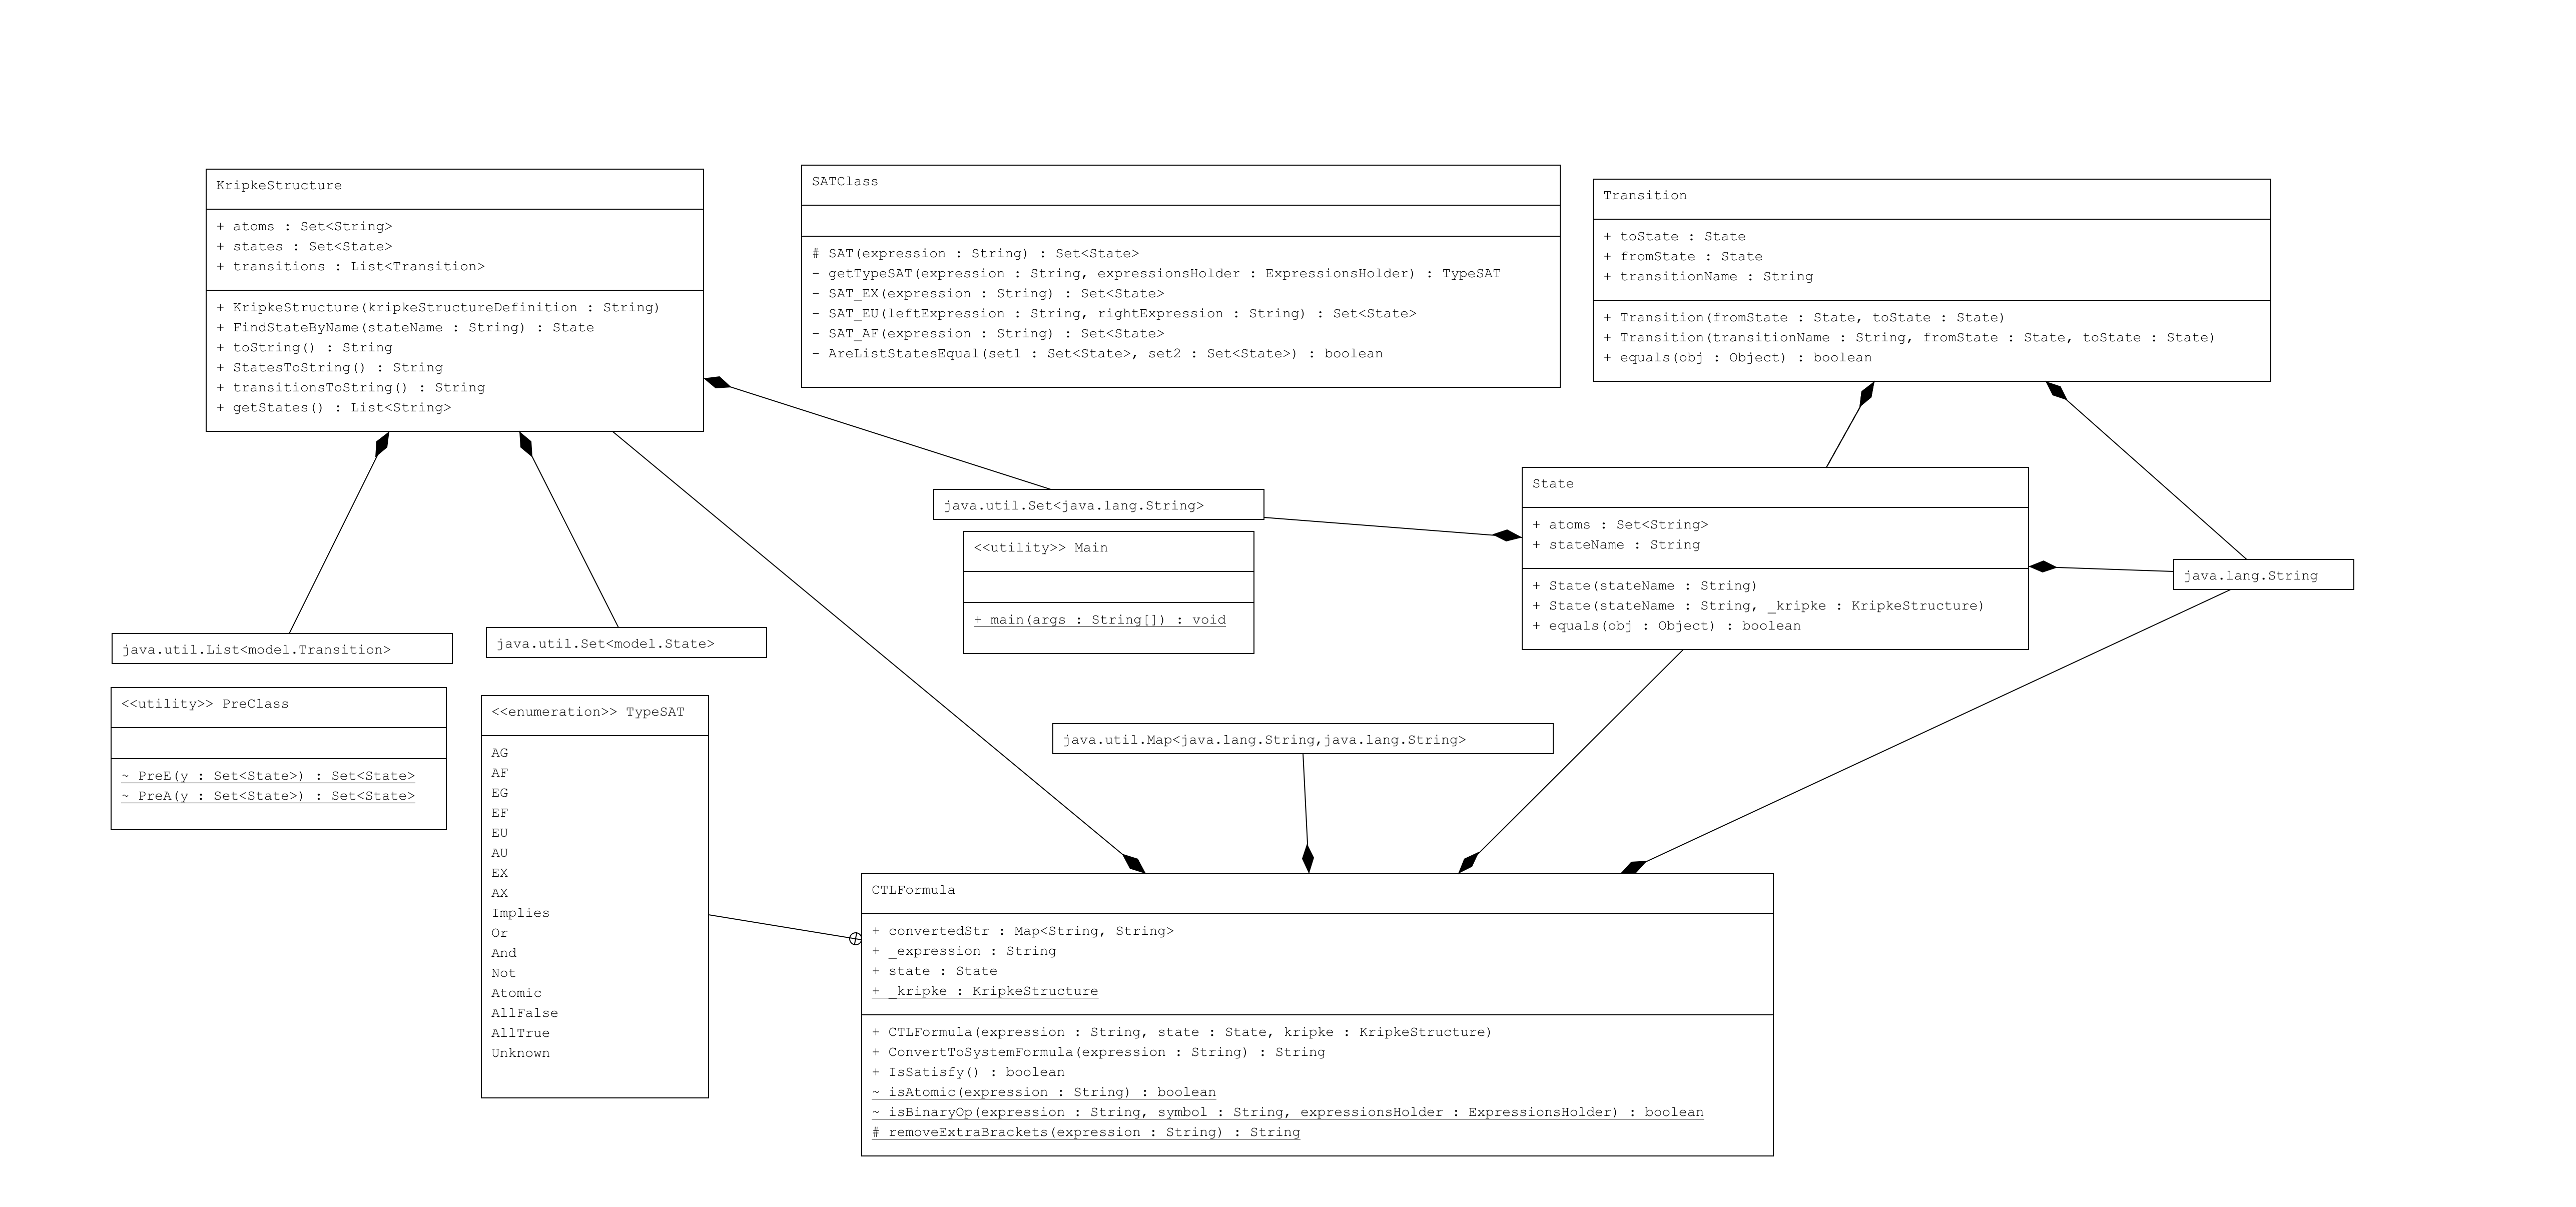 KripkeStructure
+ atoms : Set<String>
+ states : Set<State>
+ transitions : List<Transition>
+ KripkeStructure(kripkeStructureDefinition : String)
+ FindStateByName(stateName : String) : State
+ toString() : String
+ StatesToString() : String
+ transitionsToString() : String
+ getStates() : List<String>
SATClass
# SAT(expression : String) : Set<State>
- getTypeSAT(expression : String, expressionsHolder : ExpressionsHolder) : TypeSAT
- SAT_EX(expression : String) : Set<State>
- SAT_EU(leftExpression : String, rightExpression : String) : Set<State>
- SAT_AF(expression : String) : Set<State>
- AreListStatesEqual(set1 : Set<State>, set2 : Set<State>) : boolean
Transition
+ toState : State
+ fromState : State
+ transitionName : String
+ Transition(fromState : State, toState : State)
+ Transition(transitionName : String, fromState : State, toState : State)
+ equals(obj : Object) : boolean
java.util.Set<java.lang.String>
<<utility>> Main
+ main(args : String[]) : void
State
+ atoms : Set<String>
+ stateName : String
+ State(stateName : String)
+ State(stateName : String, _kripke : KripkeStructure)
+ equals(obj : Object) : boolean
java.lang.String
java.util.List<model.Transition>
java.util.Set<model.State>
<<utility>> PreClass
~ PreE(y : Set<State>) : Set<State>
~ PreA(y : Set<State>) : Set<State>
<<enumeration>> TypeSAT
AG
AF
EG
EF
EU
AU
EX
AX
Implies
Or
And
Not
Atomic
AllFalse
AllTrue
Unknown
java.util.Map<java.lang.String,java.lang.String>
CTLFormula
+ convertedStr : Map<String, String>
+ _expression : String
+ state : State
+ _kripke : KripkeStructure
+ CTLFormula(expression : String, state : State, kripke : KripkeStructure)
+ ConvertToSystemFormula(expression : String) : String
+ IsSatisfy() : boolean
~ isAtomic(expression : String) : boolean
~ isBinaryOp(expression : String, symbol : String, expressionsHolder : ExpressionsHolder) : boolean
# removeExtraBrackets(expression : String) : String